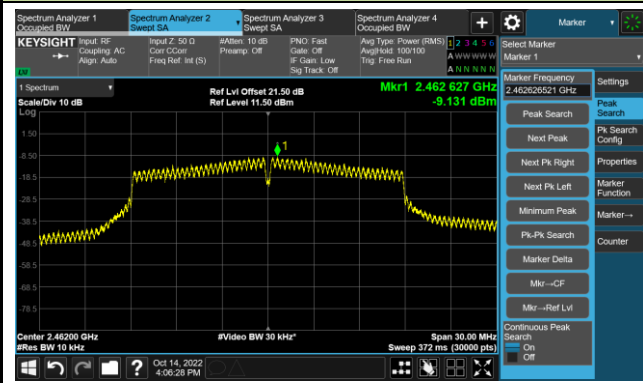 Spectrum Analyzer 1
Occupied BW
Spectrum Analyzer 2
Swept SA
Spectrum Analyzer 3
Swept SA
Spectrum Analyzer 4
Occupied BW
+
Marker
KEYSIGHT
Input: RF
Coupling: AC
Align: Auto
Input Z: 50 Ω
Corr CCorr
Freq Ref: Int (S)
#Atten: 10 dB
Preamp: Off
PNO: Fast
Gate: Off
IF Gain: Low
Sig Track: Off
Avg Type: Power (RMS)
Avg|Hold: 100/100
Trig: Free Run
1 2 3 4 5 6
A W W W W W
A N N N N N
Select Marker
Marker 1
1 Spectrum
Scale/Div 10 dB
Log
Ref Lvl Offset 21.50 dB
Ref Level 11.50 dBm
Mkr1 2.462 627 GHz
-9.131 dBm
1
1.50
-8.50
-18.5
-28.5
-38.5
-48.5
-58.5
-68.5
-78.5
Center 2.46200 GHz
#Res BW 10 kHz
#Video BW 30 kHz*
Span 30.00 MHz
Sweep 372 ms (30000 pts)
Marker Frequency
2.462626521 GHz
Peak Search
Next Peak
Next Pk Right
Next Pk Left
Minimum Peak
Pk-Pk Search
Marker Delta
Mkr→CF
Mkr→Ref Lvl
Continuous Peak
Search
On
Off
Settings
Peak
Search
Pk Search
Config
Properties
Marker
Function
Marker→
Counter
?
Oct 14, 2022
4:06:28 PM